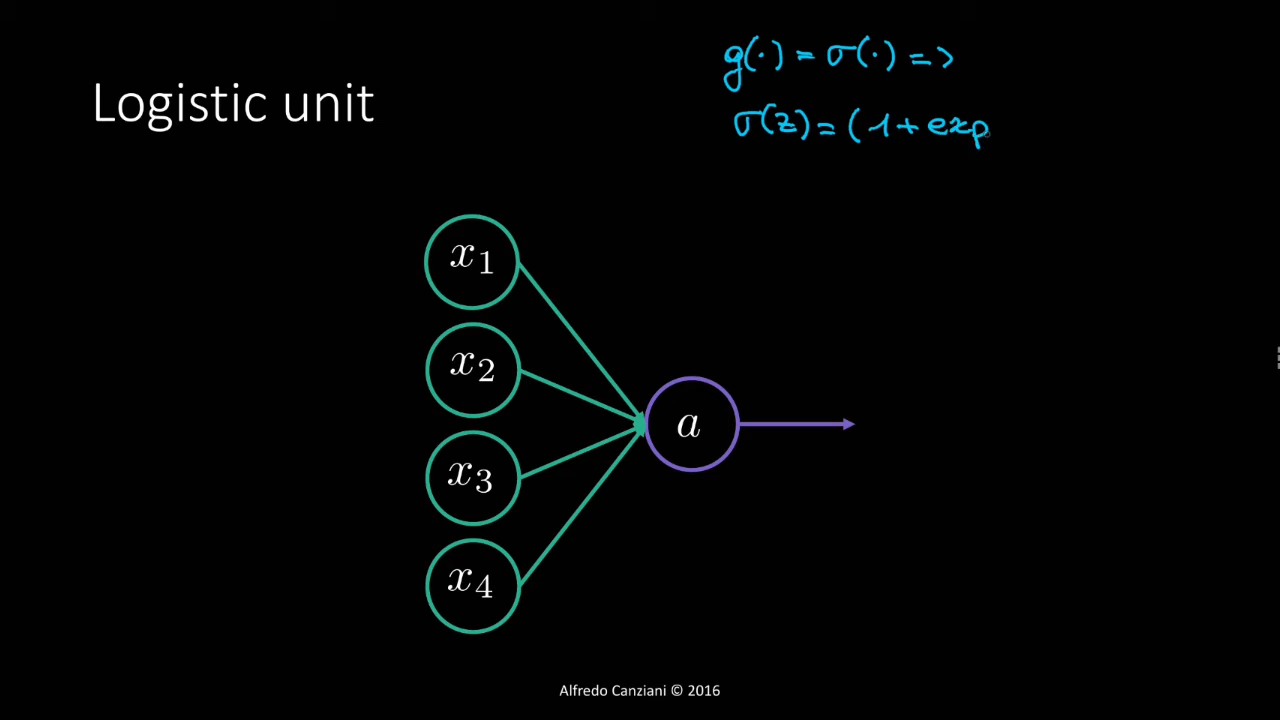 g(·) = σ(·) =>
Logistic unit
σ(z) = (1 + exp
x₁
x₂
a
x₃
x₄
Alfredo Canziani © 2016